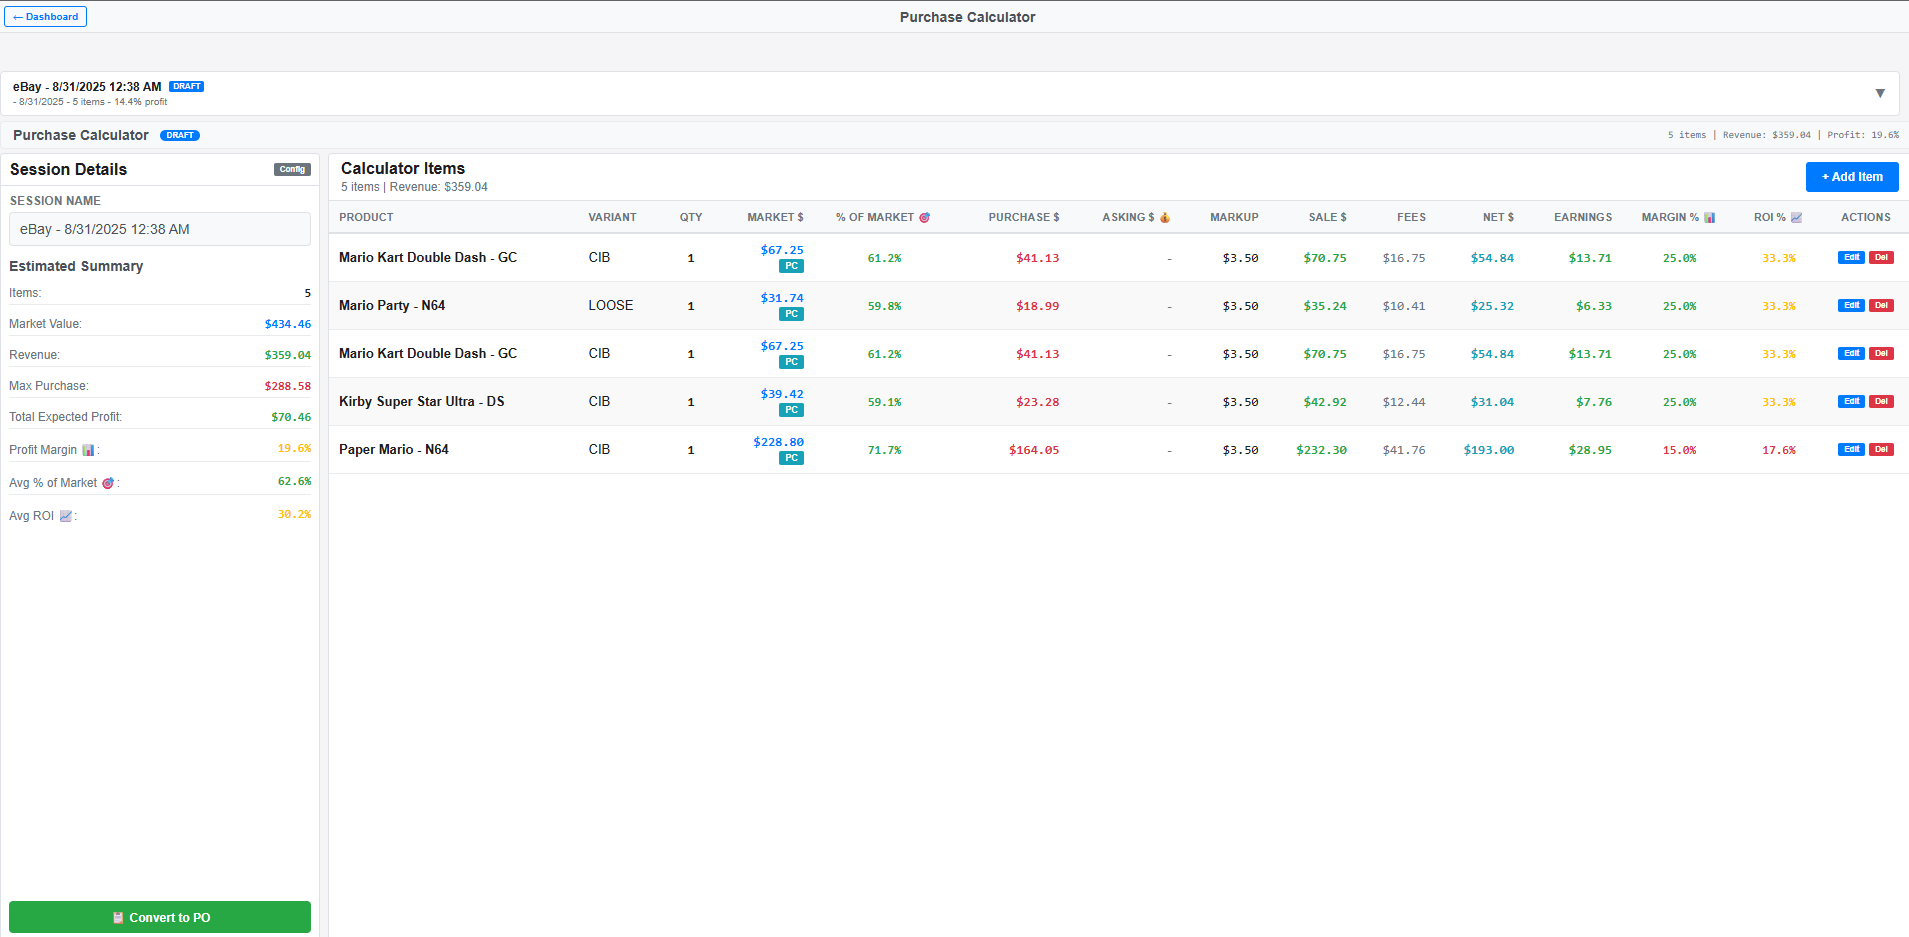 ← Dashboard
Purchase Calculator
eBay - 8/31/2025 12:38 AM DRAFT
- 8/31/2025 - 5 items - 14.4% profit
▼
Purchase Calculator DRAFT
5 items | Revenue: $359.04 | Profit: 19.6%
Session Details Config
SESSION NAME
eBay - 8/31/2025 12:38 AM
Estimated Summary
Items: 5
Market Value: $434.46
Revenue: $359.04
Max Purchase: $288.58
Total Expected Profit: $70.46
Profit Margin 📊 : 19.6%
Avg % of Market 🎯 : 62.6%
Avg ROI 📈 : 30.2%
📋 Convert to PO
Calculator Items
5 items | Revenue: $359.04
+ Add Item
PRODUCT VARIANT QTY MARKET $ % OF MARKET 🎯 PURCHASE $ ASKING $ 💰 MARKUP SALE $ FEES NET $ EARNINGS MARGIN % 📊 ROI % 📈 ACTIONS
Mario Kart Double Dash - GC CIB 1 $67.25 PC 61.2% $41.13 - $3.50 $70.75 $16.75 $54.84 $13.71 25.0% 33.3% Edit Del
Mario Party - N64 LOOSE 1 $31.74 PC 59.8% $18.99 - $3.50 $35.24 $10.41 $25.32 $6.33 25.0% 33.3% Edit Del
Mario Kart Double Dash - GC CIB 1 $67.25 PC 61.2% $41.13 - $3.50 $70.75 $16.75 $54.84 $13.71 25.0% 33.3% Edit Del
Kirby Super Star Ultra - DS CIB 1 $39.42 PC 59.1% $23.28 - $3.50 $42.92 $12.44 $31.04 $7.76 25.0% 33.3% Edit Del
Paper Mario - N64 CIB 1 $228.80 PC 71.7% $164.05 - $3.50 $232.30 $41.76 $193.00 $28.95 15.0% 17.6% Edit Del